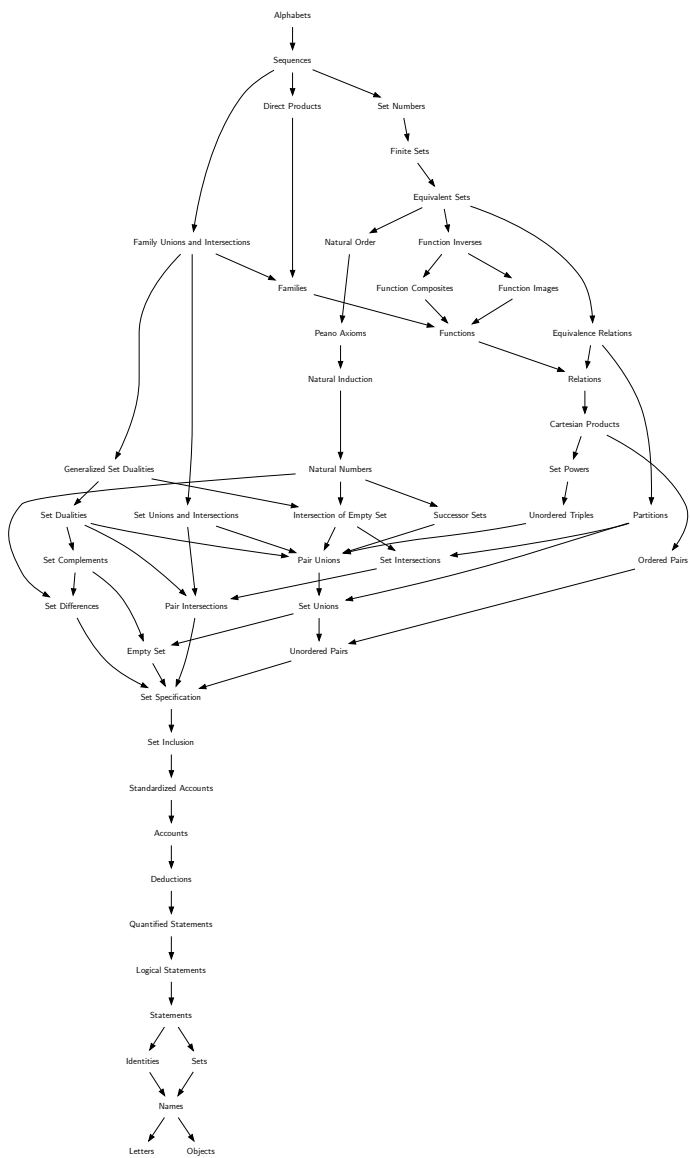 Alphabets
Sequences
Direct Products
Set Numbers
Finite Sets
Equivalent Sets
Family Unions and Intersections
Natural Order
Function Inverses
Families
Function Composites
Function Images
Peano Axioms
Functions
Equivalence Relations
Natural Induction
Relations
Cartesian Products
Generalized Set Dualities
Natural Numbers
Set Powers
Set Dualities
Set Unions and Intersections
Intersection of Empty Set
Successor Sets
Unordered Triples
Partitions
Set Complements
Pair Unions
Set Intersections
Ordered Pairs
Set Differences
Pair Intersections
Set Unions
Empty Set
Unordered Pairs
Set Specification
Set Inclusion
Standardized Accounts
Accounts
Deductions
Quantified Statements
Logical Statements
Statements
Identities
Sets
Names
Letters
Objects